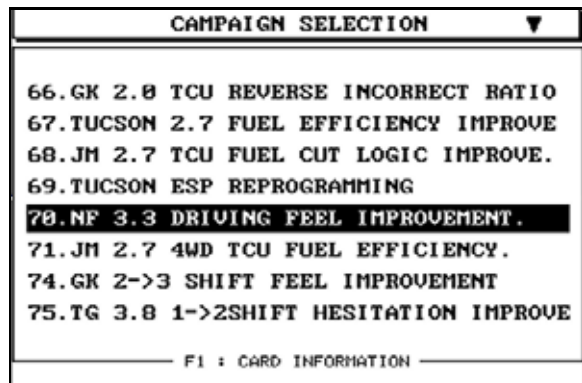 CAMPAIGN SELECTION ▼
66.GK 2.0 TCU REVERSE INCORRECT RATIO
67.TUCSON 2.7 FUEL EFFICIENCY IMPROVE
68.JM 2.7 TCU FUEL CUT LOGIC IMPROVE.
69.TUCSON ESP REPROGRAMMING
70.NF 3.3 DRIVING FEEL IMPROVEMENT.
71.JM 2.7 4WD TCU FUEL EFFICIENCY.
74.GK 2->3 SHIFT FEEL IMPROVEMENT
75.TG 3.8 1->2SHIFT HESITATION IMPROVE
F1 : CARD INFORMATION